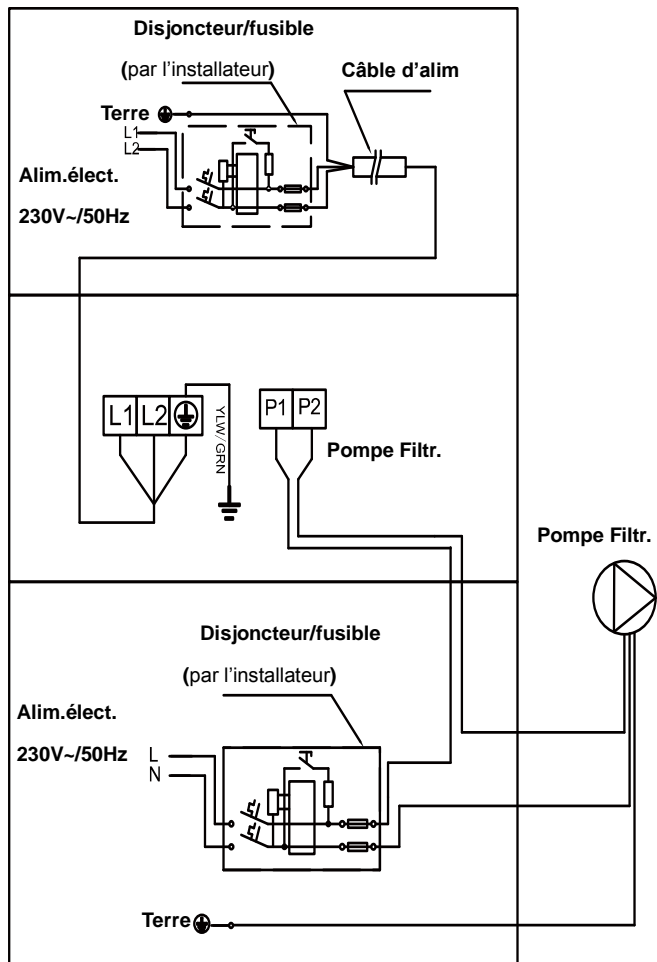 Disjoncteur/fusible
(par l'installateur)
Câble d'alim
Terre
L1
L2
Alim.élect.
230V~/50Hz
L1 L2
YLW/GRN
P1 P2
Pompe Filtr.
Pompe Filtr.
Disjoncteur/fusible
(par l'installateur)
Alim.élect.
230V~/50Hz
L
N
Terre